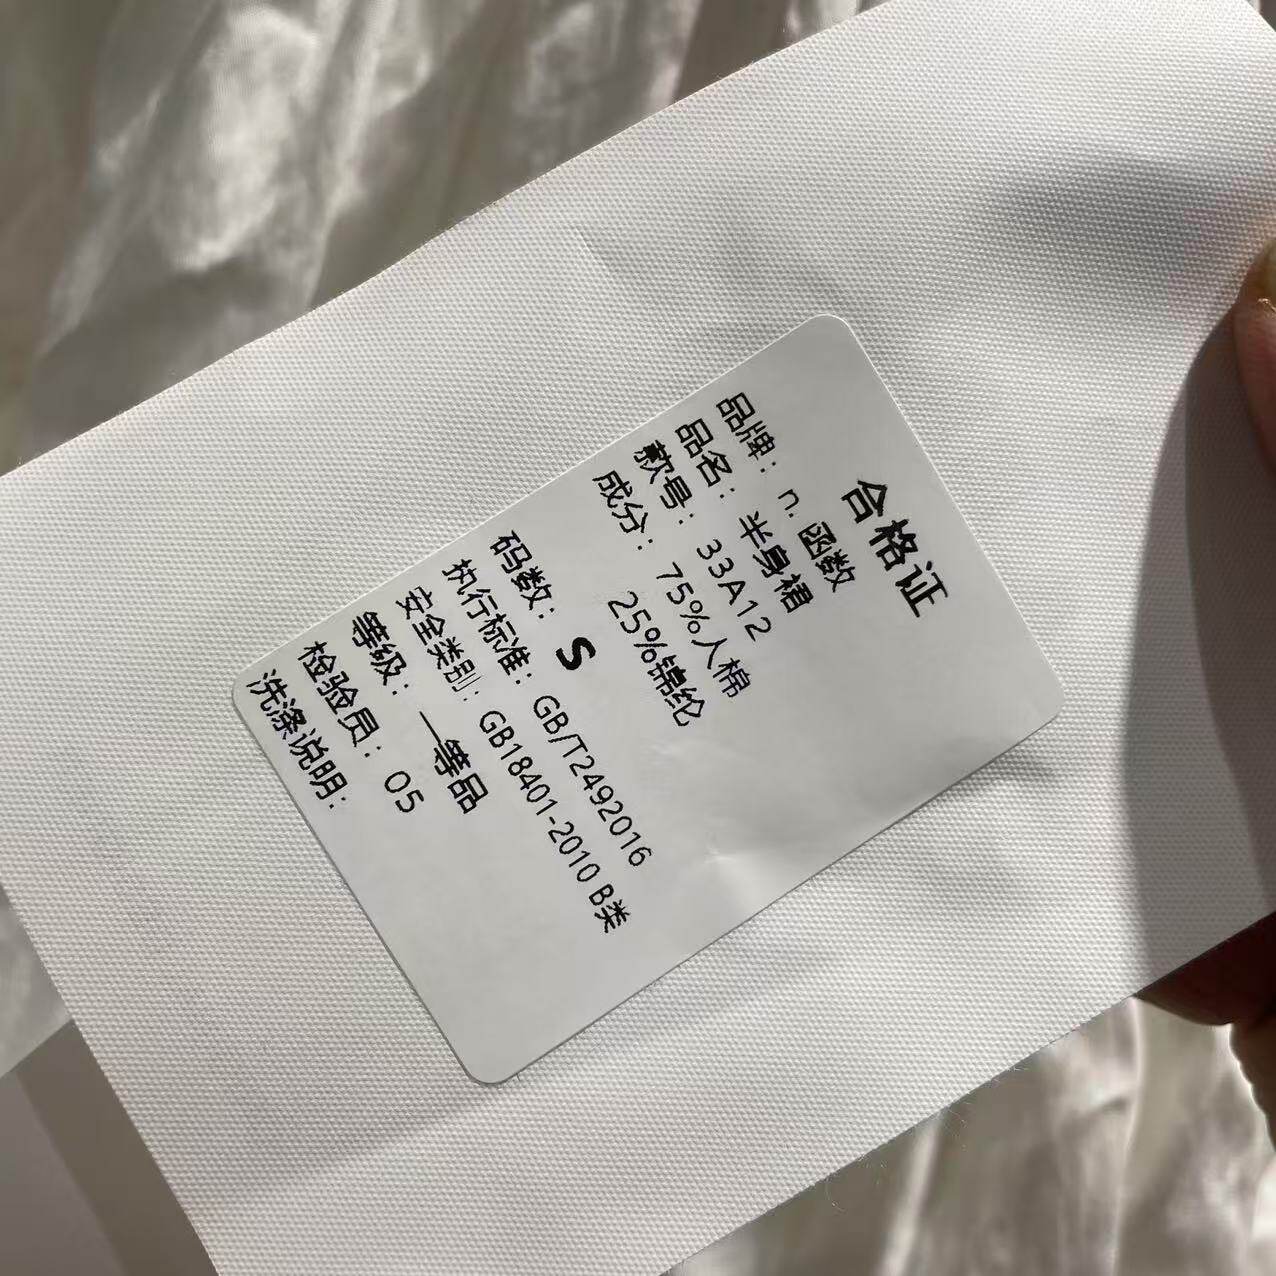 合格证
品牌：n.函数
品名：半身裙
款号：33A12
成分：75%人棉
25%锦纶
码数：S
执行标准：GB/T2492016
安全类别：GB18401-2010 B类
等级：一等品
检验员：05
洗涤说明：